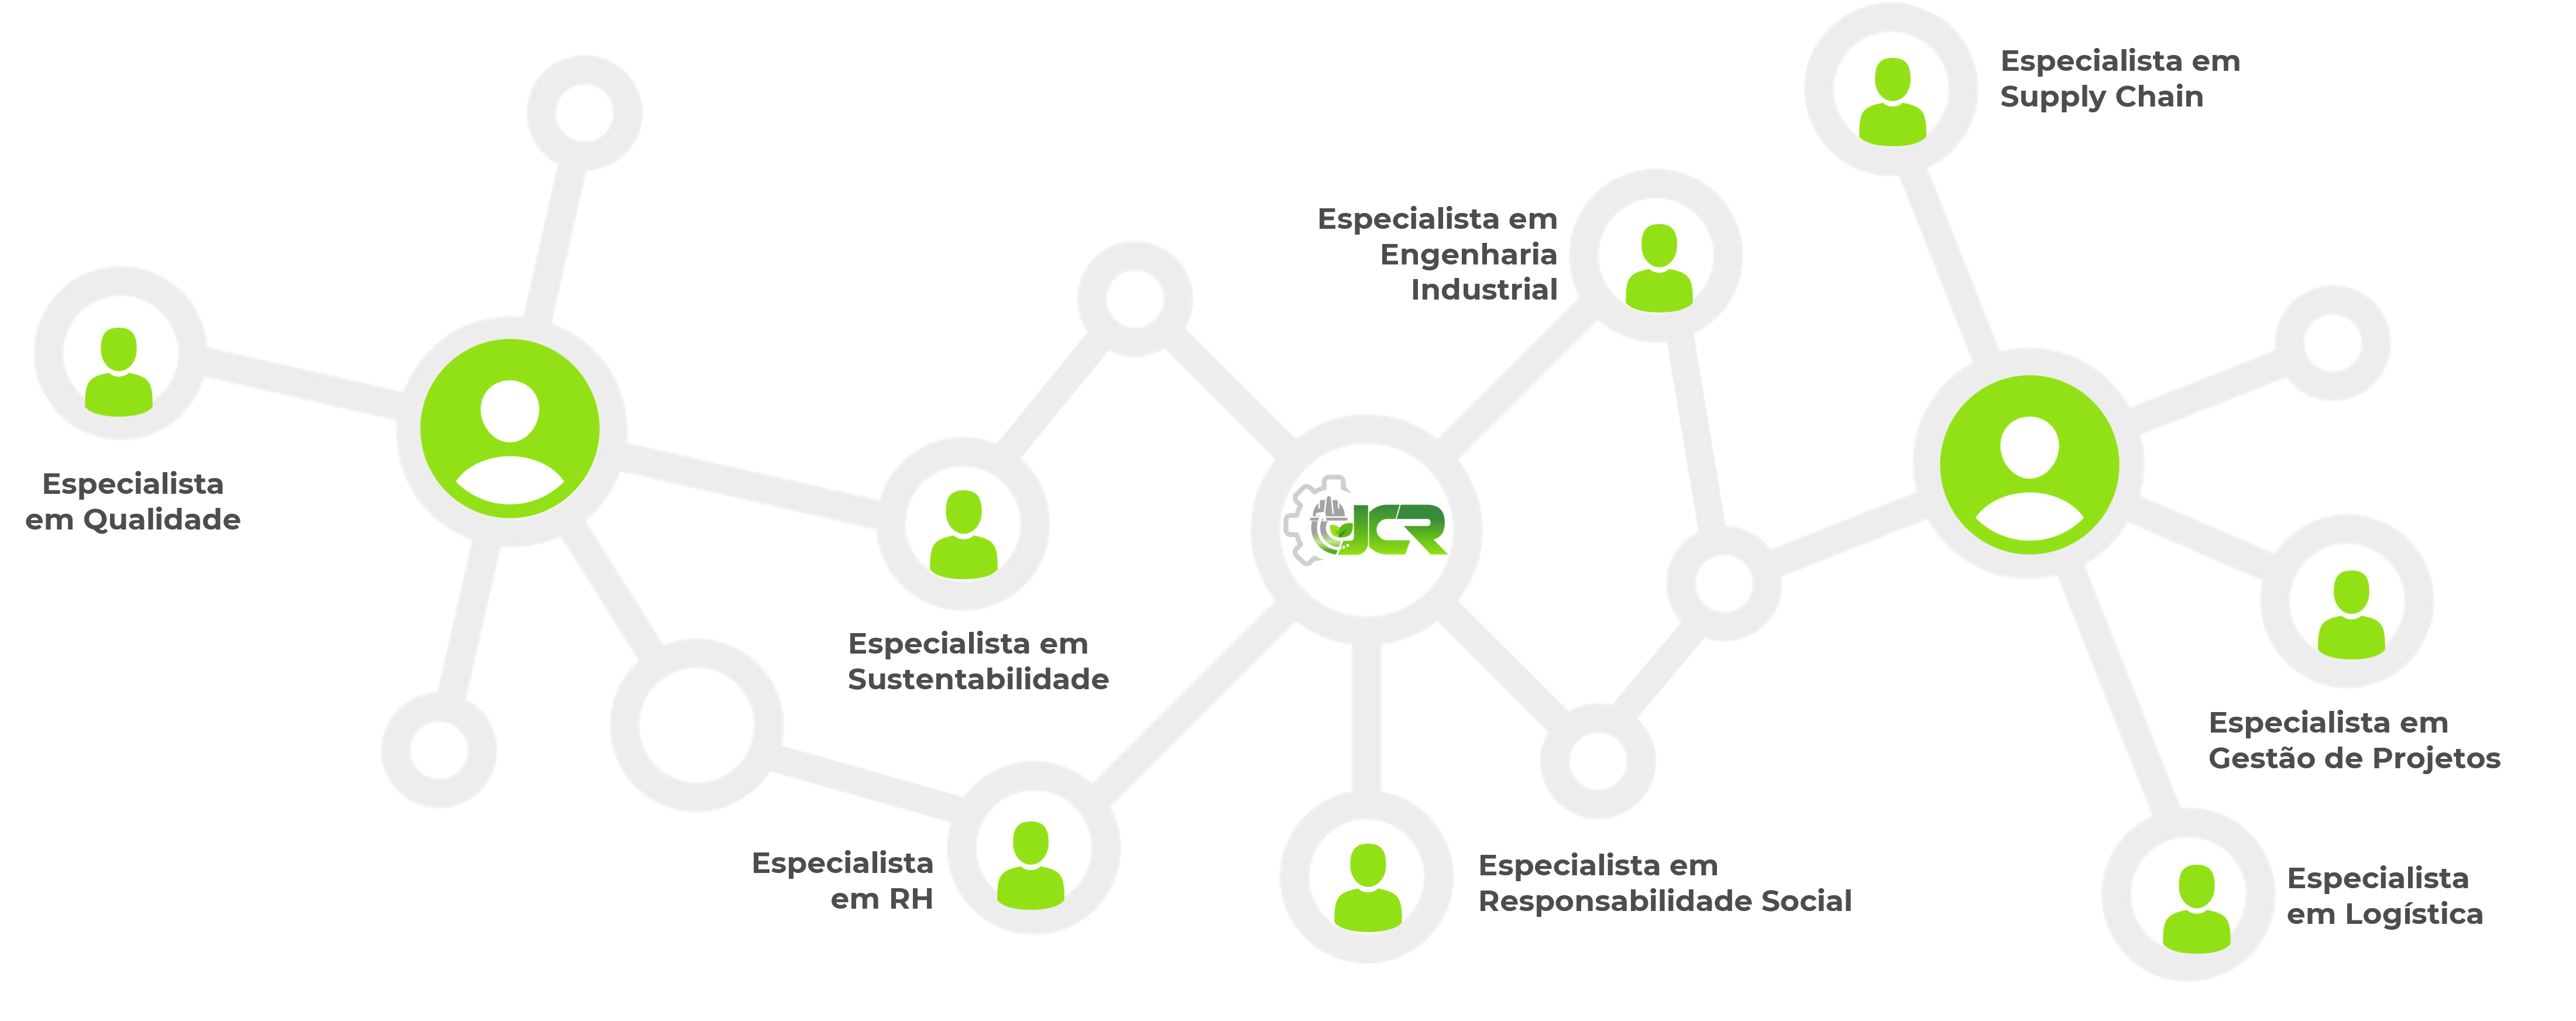 Especialista em
Supply Chain
Especialista em
Engenharia
Industrial
Especialista
em Qualidade
JCR
Especialista em
Sustentabilidade
Especialista em
Gestão de Projetos
Especialista
em RH
Especialista em
Responsabilidade Social
Especialista
em Logística